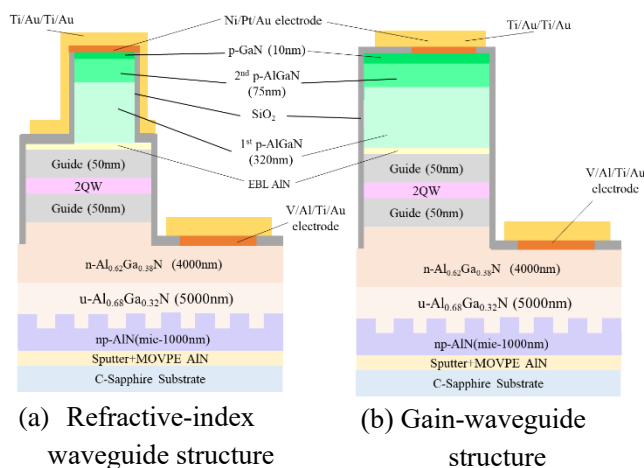 Ti/Au/Ti/Au
Ni/Pt/Au electrode
p-GaN (10nm)
2nd p-AlGaN
(75nm)
SiO2
1st p-AlGaN
(320nm)
Guide (50nm)
EBL AlN
2QW
Guide (50nm)
V/Al/Ti/Au
electrode
n-Al0.62Ga0.38N (4000nm)
u-Al0.68Ga0.32N (5000nm)
np-AlN(mic-1000nm)
Sputter+MOVPE AlN
C-Sapphire Substrate
(a) Refractive-index
waveguide structure
Ti/Au/Ti/Au
Guide (50nm)
2QW
Guide (50nm)
V/Al/Ti/Au
electrode
n-Al0.62Ga0.38N (4000nm)
u-Al0.68Ga0.32N (5000nm)
np-AlN(mic-1000nm)
Sputter+MOVPE AlN
C-Sapphire Substrate
(b) Gain-waveguide
structure